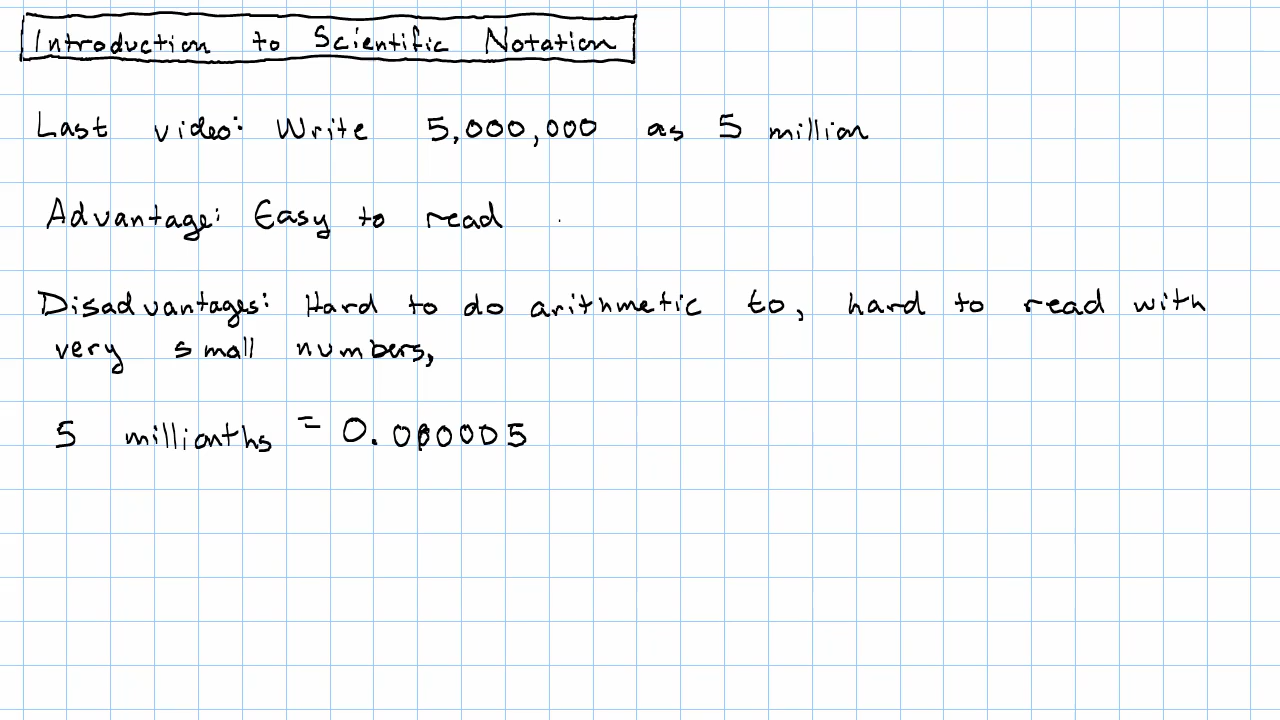 Introduction to Scientific Notation
Last video: Write 5,000,000 as 5 million
Advantage: Easy to read
Disadvantages: Hard to do arithmetic to, hard to read with
very small numbers,
5 millionths = 0.000005